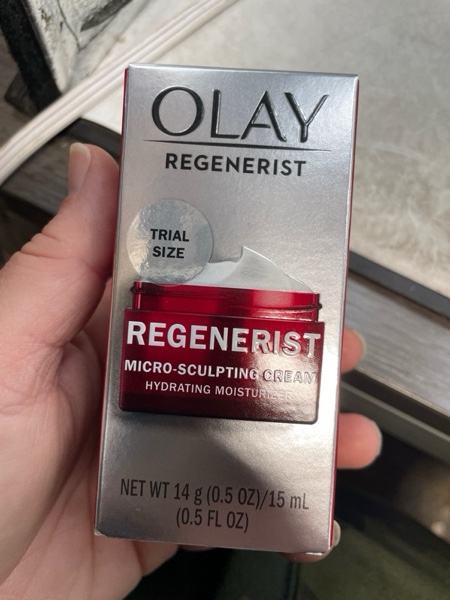 OLAY
REGENERIST
TRIAL
SIZE
REGENERIST
MICRO-SCULPTING CREAM
HYDRATING MOISTURIZER
NET WT 14 g (0.5 OZ)/15 mL
(0.5 FL OZ)